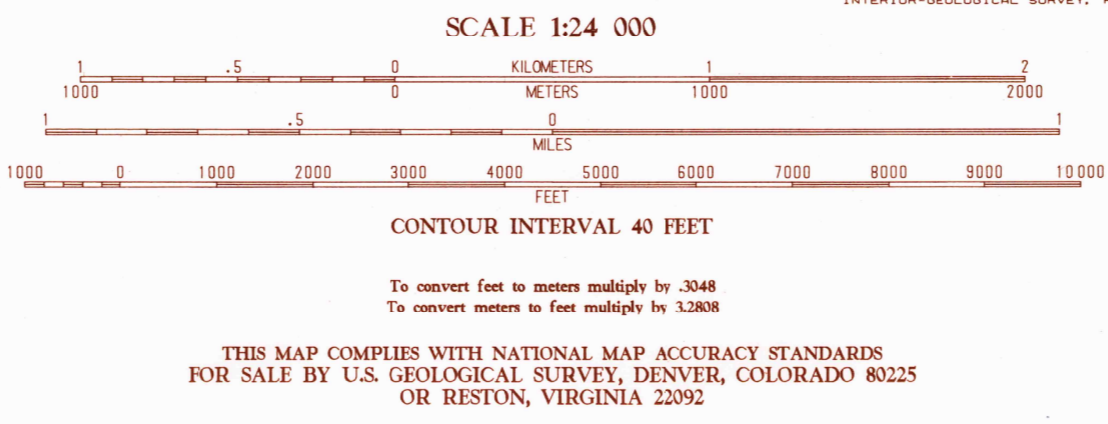 INTERIOR-GEOLOGICAL SURVEY,
SCALE 1:24 000
1 .5 0 KILOMETERS 1 2
1000 0 METERS 1000 2000
1 .5 0 1
MILES
1000 0 1000 2000 3000 4000 5000 6000 7000 8000 9000 10 000
FEET
CONTOUR INTERVAL 40 FEET
To convert feet to meters multiply by .3048
To convert meters to feet multiply by 3.2808
THIS MAP COMPLIES WITH NATIONAL MAP ACCURACY STANDARDS
FOR SALE BY U.S. GEOLOGICAL SURVEY, DENVER, COLORADO 80225
OR RESTON, VIRGINIA 22092